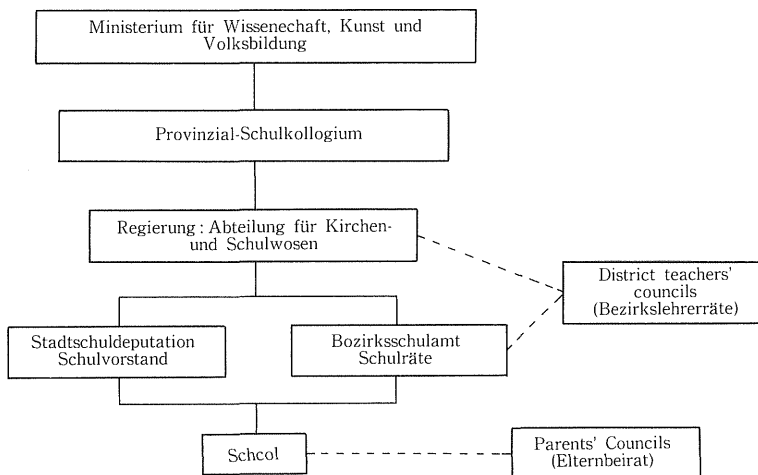 Ministerium für Wissenechaft, Kunst und
Volksbildung
Provinzial-Schulkollogium
Regierung : Abteilung für Kirchen-
und Schulwosen
District teachers'
councils
(Bezirkslehrerräte)
Stadtschuldeputation
Schulvorstand
Bozirksschulamt
Schulräte
Schcol
Parents' Councils
(Elternbeirat)